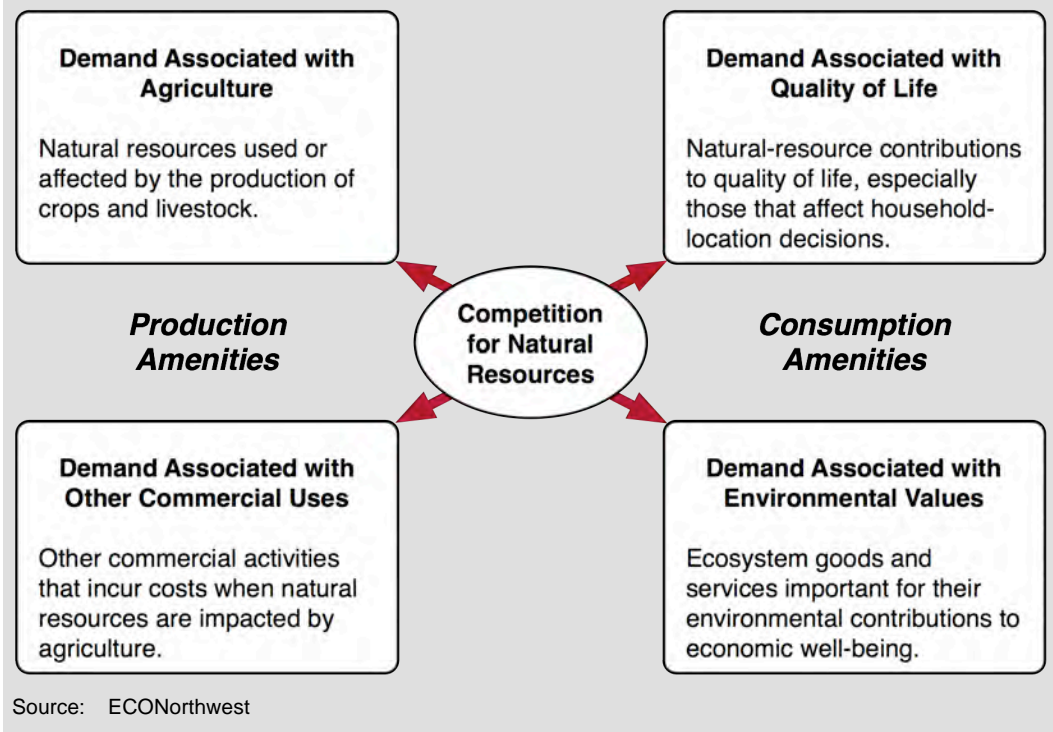 Demand Associated with
Agriculture
Natural resources used or
affected by the production of
crops and livestock.
Demand Associated with
Quality of Life
Natural-resource contributions
to quality of life, especially
those that affect household-
location decisions.
Production
Amenities
Competition
for Natural
Resources
Consumption
Amenities
Demand Associated with
Other Commercial Uses
Other commercial activities
that incur costs when natural
resources are impacted by
agriculture.
Demand Associated with
Environmental Values
Ecosystem goods and
services important for their
environmental contributions to
economic well-being.
Source: ECONorthwest